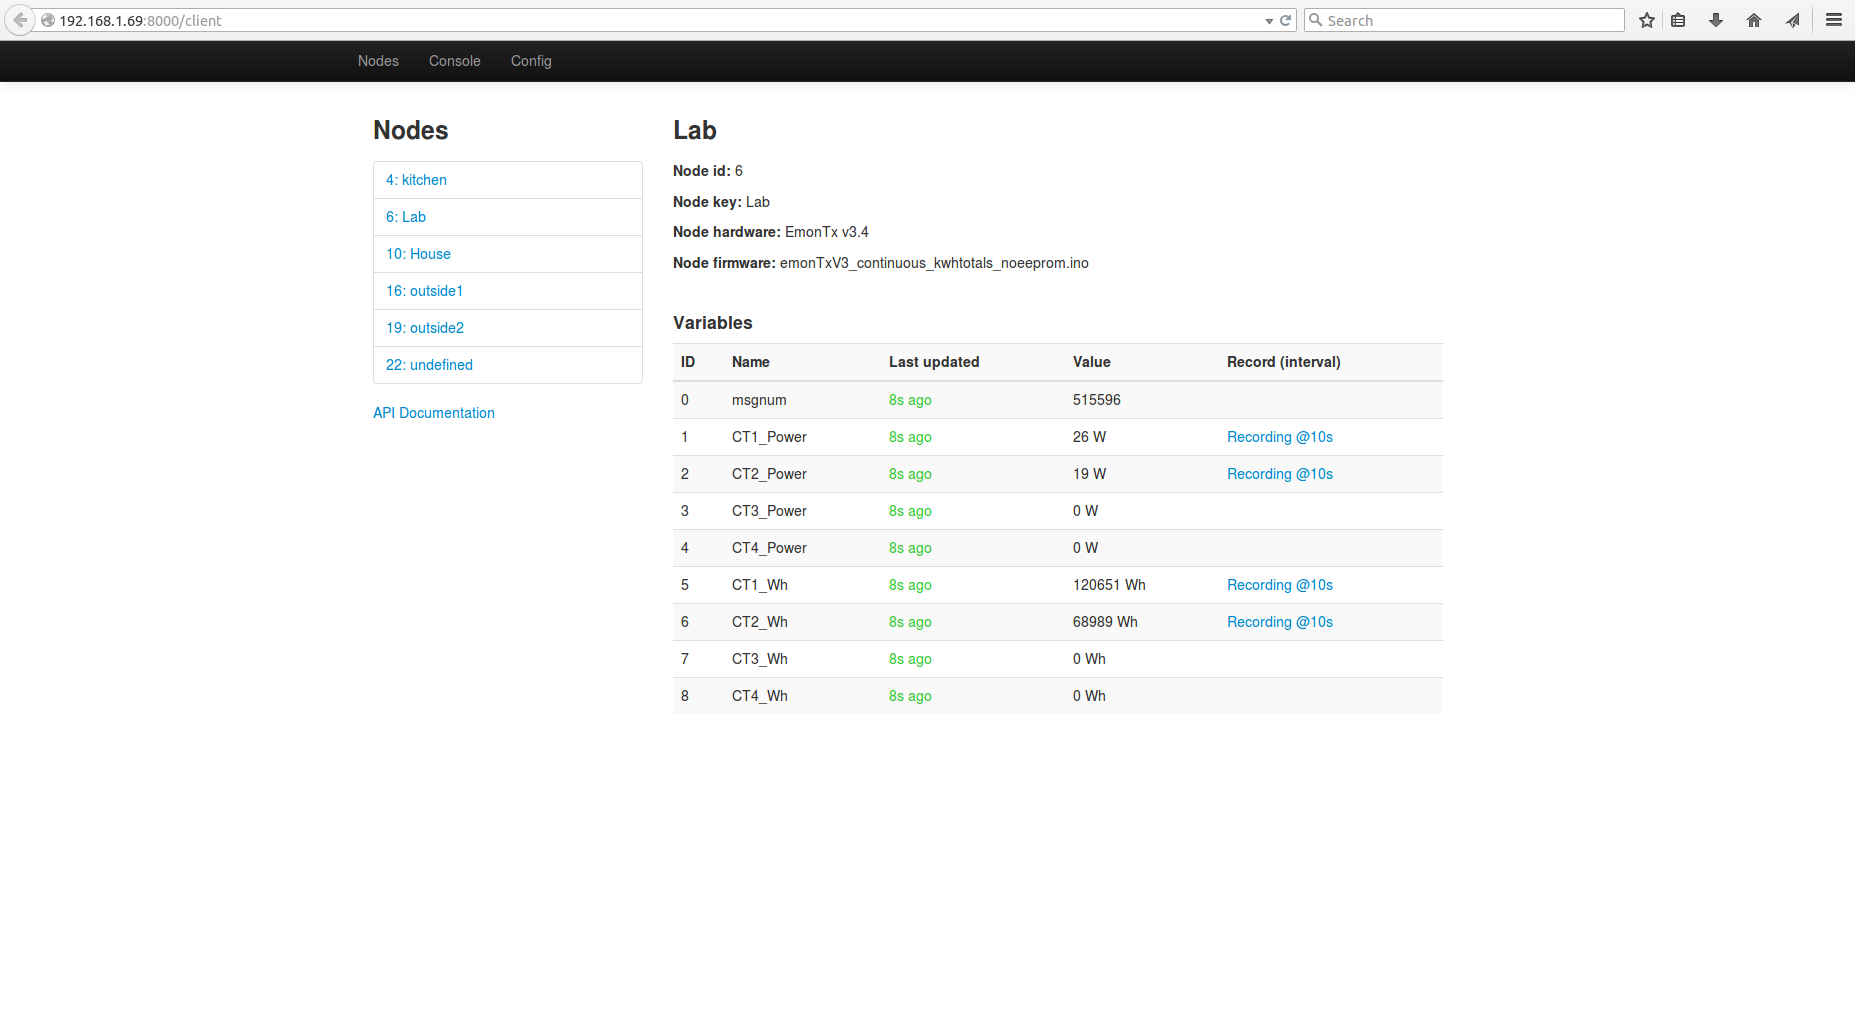 192.168.1.69:8000/client
Search
Nodes Console Config
Nodes
4: kitchen
6: Lab
10: House
16: outside1
19: outside2
22: undefined
API Documentation
Lab
Node id: 6
Node key: Lab
Node hardware: EmonTx v3.4
Node firmware: emonTxV3_continuous_kwhtotals_noeeprom.ino
Variables
ID Name Last updated Value Record (interval)
0 msgnum 8s ago 515596
1 CT1_Power 8s ago 26 W Recording @10s
2 CT2_Power 8s ago 19 W Recording @10s
3 CT3_Power 8s ago 0 W
4 CT4_Power 8s ago 0 W
5 CT1_Wh 8s ago 120651 Wh Recording @10s
6 CT2_Wh 8s ago 68989 Wh Recording @10s
7 CT3_Wh 8s ago 0 Wh
8 CT4_Wh 8s ago 0 Wh